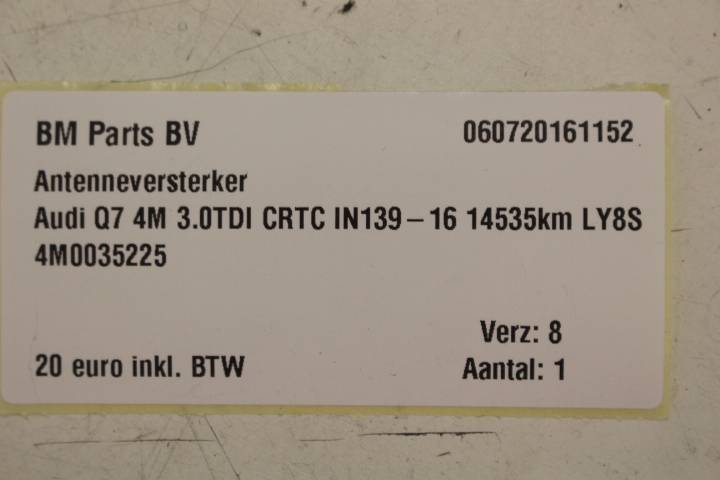 BM Parts BV 060720161152
Antenneversterker
Audi Q7 4M 3.0TDI CRTC IN139-16 14535km LY8S
4M0035225
Verz: 8
20 euro inkl. BTW Aantal: 1